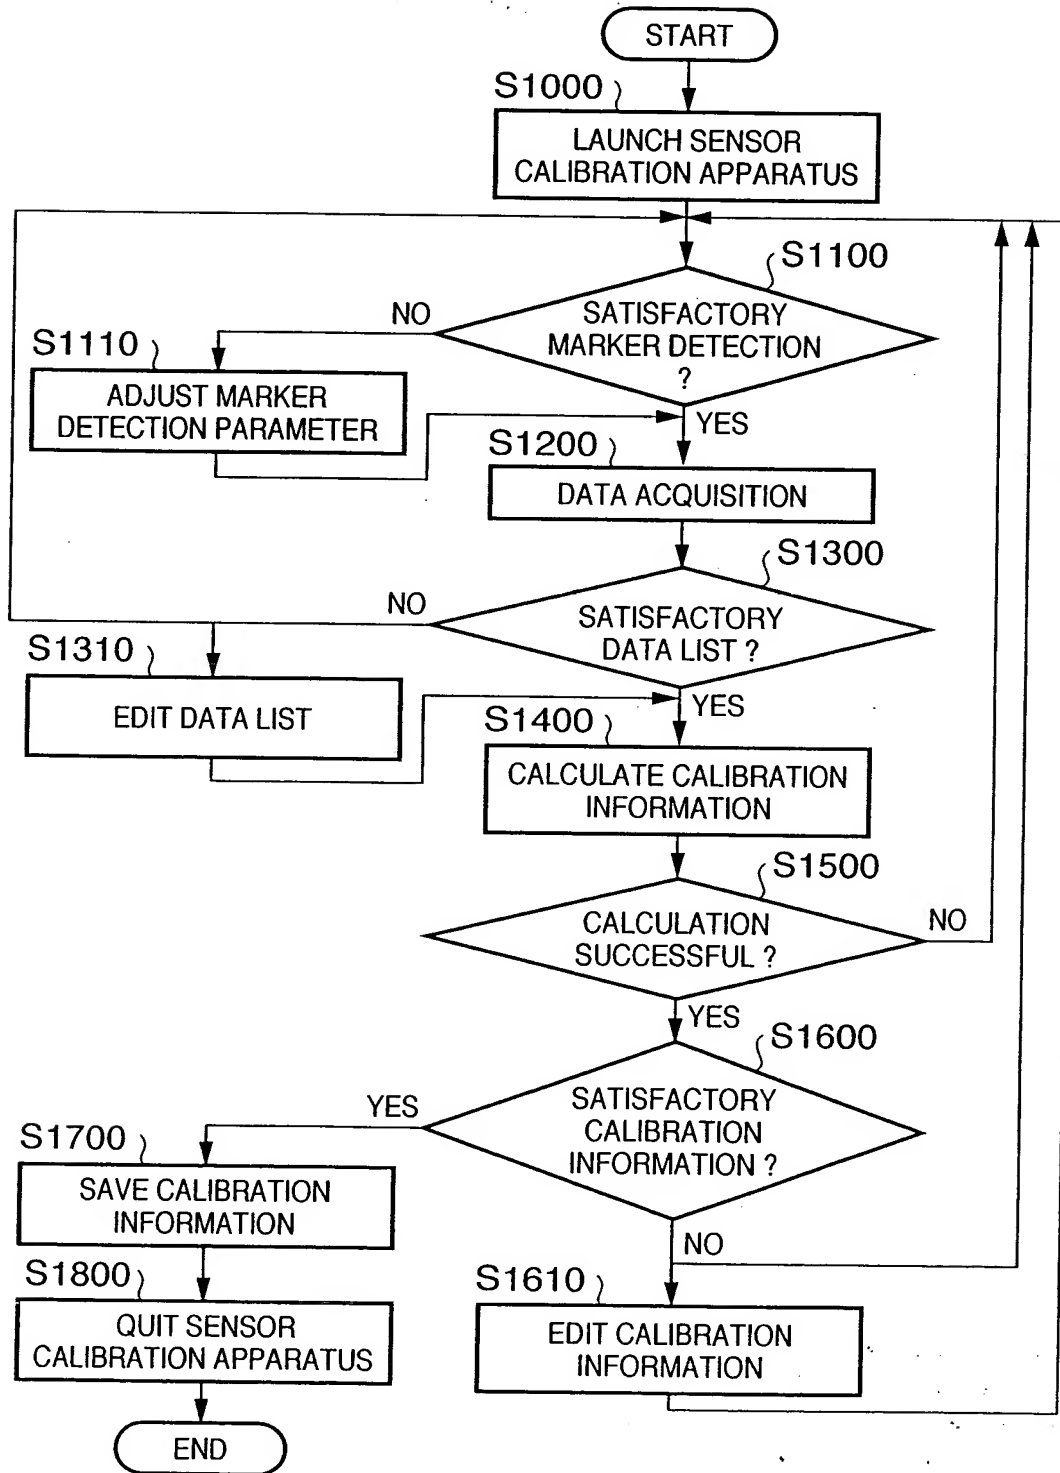 START
S1000
LAUNCH SENSOR
CALIBRATION APPARATUS
S1100
SATISFACTORY
MARKER DETECTION
?
NO
YES
S1110
ADJUST MARKER
DETECTION PARAMETER
S1200
DATA ACQUISITION
S1300
SATISFACTORY
DATA LIST ?
NO
YES
S1310
EDIT DATA LIST
S1400
CALCULATE CALIBRATION
INFORMATION
S1500
CALCULATION
SUCCESSFUL ?
NO
YES
S1600
SATISFACTORY
CALIBRATION
INFORMATION ?
YES
NO
S1700
SAVE CALIBRATION
INFORMATION
S1800
QUIT SENSOR
CALIBRATION APPARATUS
S1610
EDIT CALIBRATION
INFORMATION
END